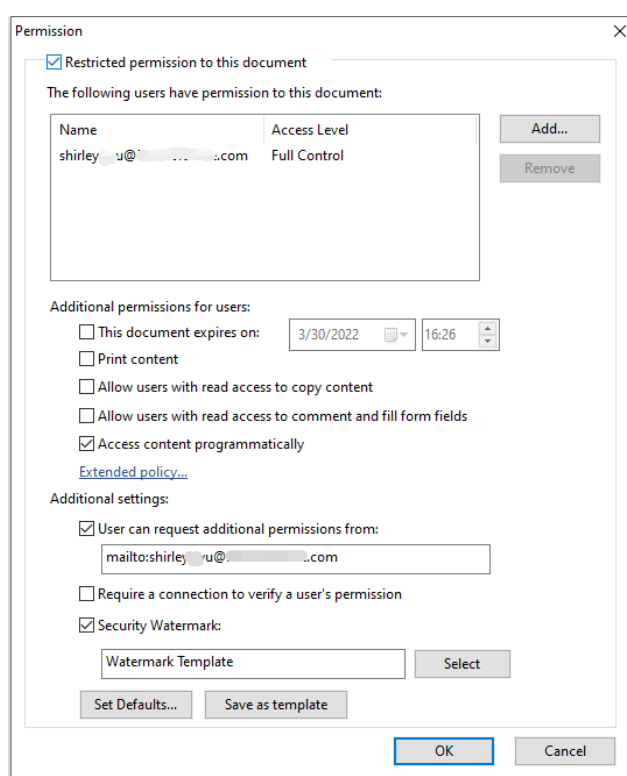 Permission
Restricted permission to this document
The following users have permission to this document:
Name Access Level Add...
.com Full Control Remove
Additional permissions for users:
This document expires on: 3/30/2022 16:26
Print content
Allow users with read access to copy content
Allow users with read access to comment and fill form fields
Access content programmatically
Extended policy...
Additional settings:
User can request additional permissions from:
.com
Require a connection to verify a user's permission
Security Watermark:
Watermark Template Select
Set Defaults... Save as template
OK Cancel